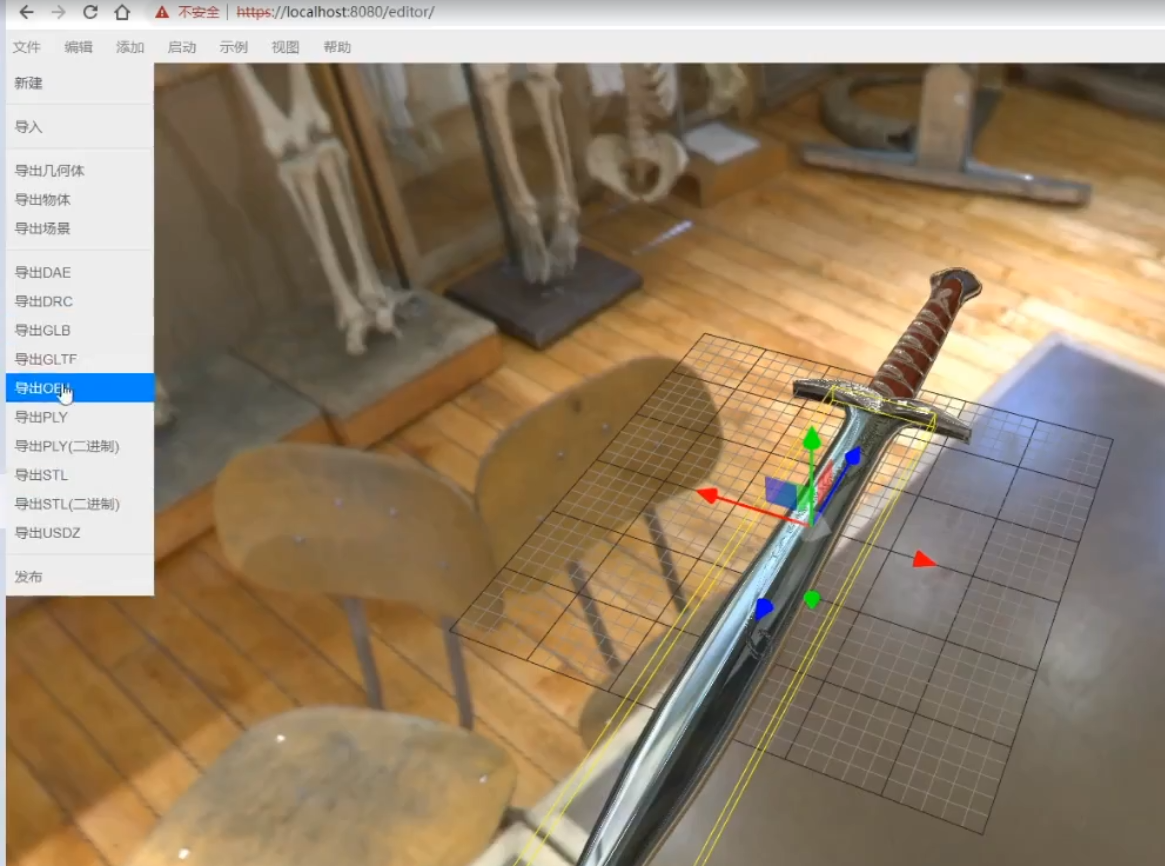 不安全 https://localhost:8080/editor/
文件 编辑 添加 启动 示例 视图 帮助
新建
导入
导出几何体
导出物体
导出场景
导出DAE
导出DRC
导出GLB
导出GLTF
导出
导出PLY
导出PLY(二进制)
导出STL
导出STL(二进制)
导出USDZ
发布